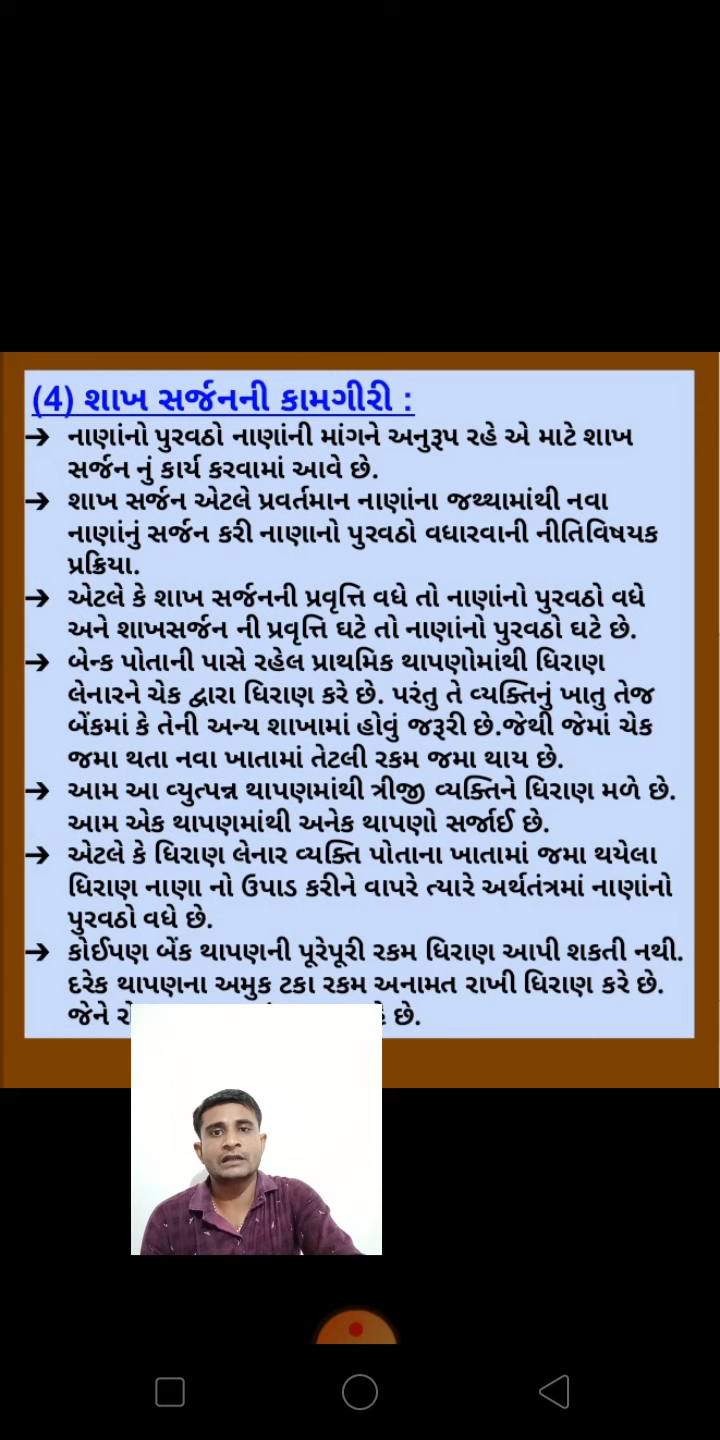 (4) શાખ સર્જનની કામગીરી :
➔ નાણાંનો પુરવઠો નાણાંની માંગને અનુરૂપ રહે એ માટે શાખ
સર્જન નું કાર્ય કરવામાં આવે છે.
➔ શાખ સર્જન એટલે પ્રવર્તમાન નાણાંના જથ્થામાંથી નવા
નાણાંનું સર્જન કરી નાણાનો પુરવઠો વધારવાની નીતિવિષયક
પ્રક્રિયા.
➔ એટલે કે શાખ સર્જનની પ્રવૃત્તિ વધે તો નાણાંનો પુરવઠો વધે
અને શાખસર્જન ની પ્રવૃત્તિ ઘટે તો નાણાંનો પુરવઠો ઘટે છે.
➔ બેન્ક પોતાની પાસે રહેલ પ્રાથમિક થાપણોમાંથી ધિરાણ
લેનારને ચેક દ્વારા ધિરાણ કરે છે. પરંતુ તે વ્યક્તિનું ખાતુ તેજ
બેંકમાં કે તેની અન્ય શાખામાં હોવું જરૂરી છે.જેથી જેમાં ચેક
જમા થતા નવા ખાતામાં તેટલી રકમ જમા થાય છે.
➔ આમ આ વ્યુત્પન્ન થાપણમાંથી ત્રીજી વ્યક્તિને ધિરાણ મળે છે.
આમ એક થાપણમાંથી અનેક થાપણો સર્જાઈ છે.
➔ એટલે કે ધિરાણ લેનાર વ્યક્તિ પોતાના ખાતામાં જમા થયેલા
ધિરાણ નાણા નો ઉપાડ કરીને વાપરે ત્યારે અર્થતંત્રમાં નાણાંનો
પુરવઠો વધે છે.
➔ કોઈપણ બેંક થાપણની પૂરેપૂરી રકમ ધિરાણ આપી શકતી નથી.
દરેક થાપણના અમુક ટકા રકમ અનામત રાખી ધિરાણ કરે છે.
જેને છે.